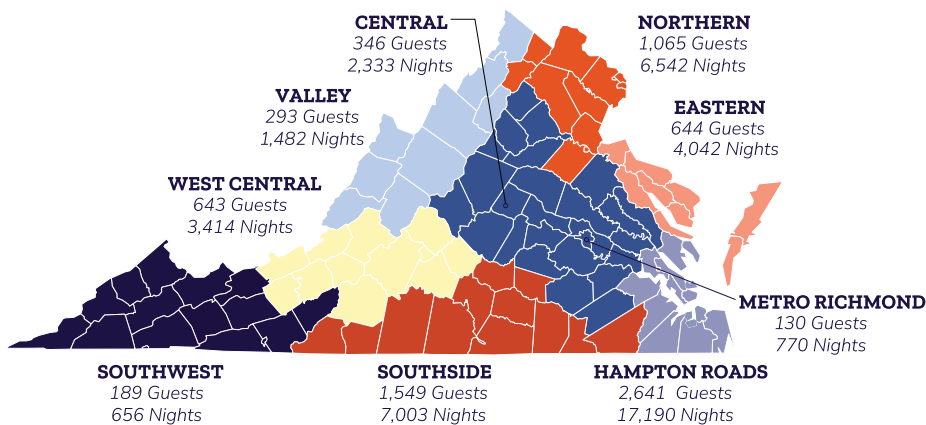 CENTRAL
346 Guests
2,333 Nights
NORTHERN
1,065 Guests
6,542 Nights
VALLEY
293 Guests
1,482 Nights
EASTERN
644 Guests
4,042 Nights
WEST CENTRAL
643 Guests
3,414 Nights
METRO RICHMOND
130 Guests
770 Nights
SOUTHWEST
189 Guests
656 Nights
SOUTHSIDE
1,549 Guests
7,003 Nights
HAMPTON ROADS
2,641 Guests
17,190 Nights